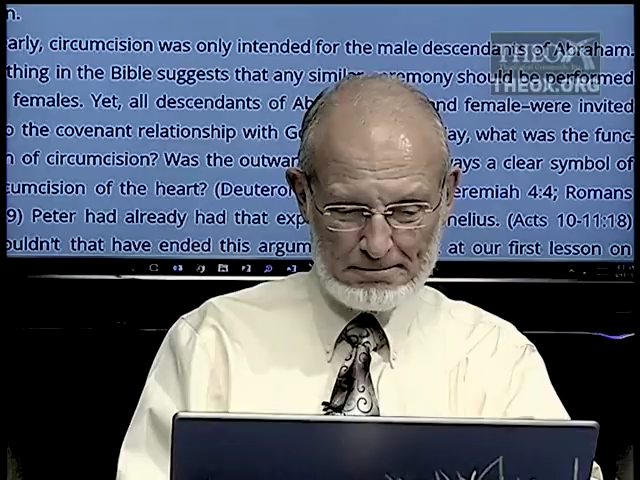 n.
arly, circumcision was only intended for the male descendants of Abraham.
thing in the Bible suggests that any similar ceremony should be performed
females. Yet, all descendants of Ab nd female–were invited
o the covenant relationship with Go ay, what was the func
n of circumcision? Was the outwar ays a clear symbol of
cumcision of the heart? (Deutero eremiah 4:4; Romans
9) Peter had already had that exp nelius. (Acts 10-11:18)
ouldn't that have ended this argum at our first lesson on
THEOX
THEOX.ORG